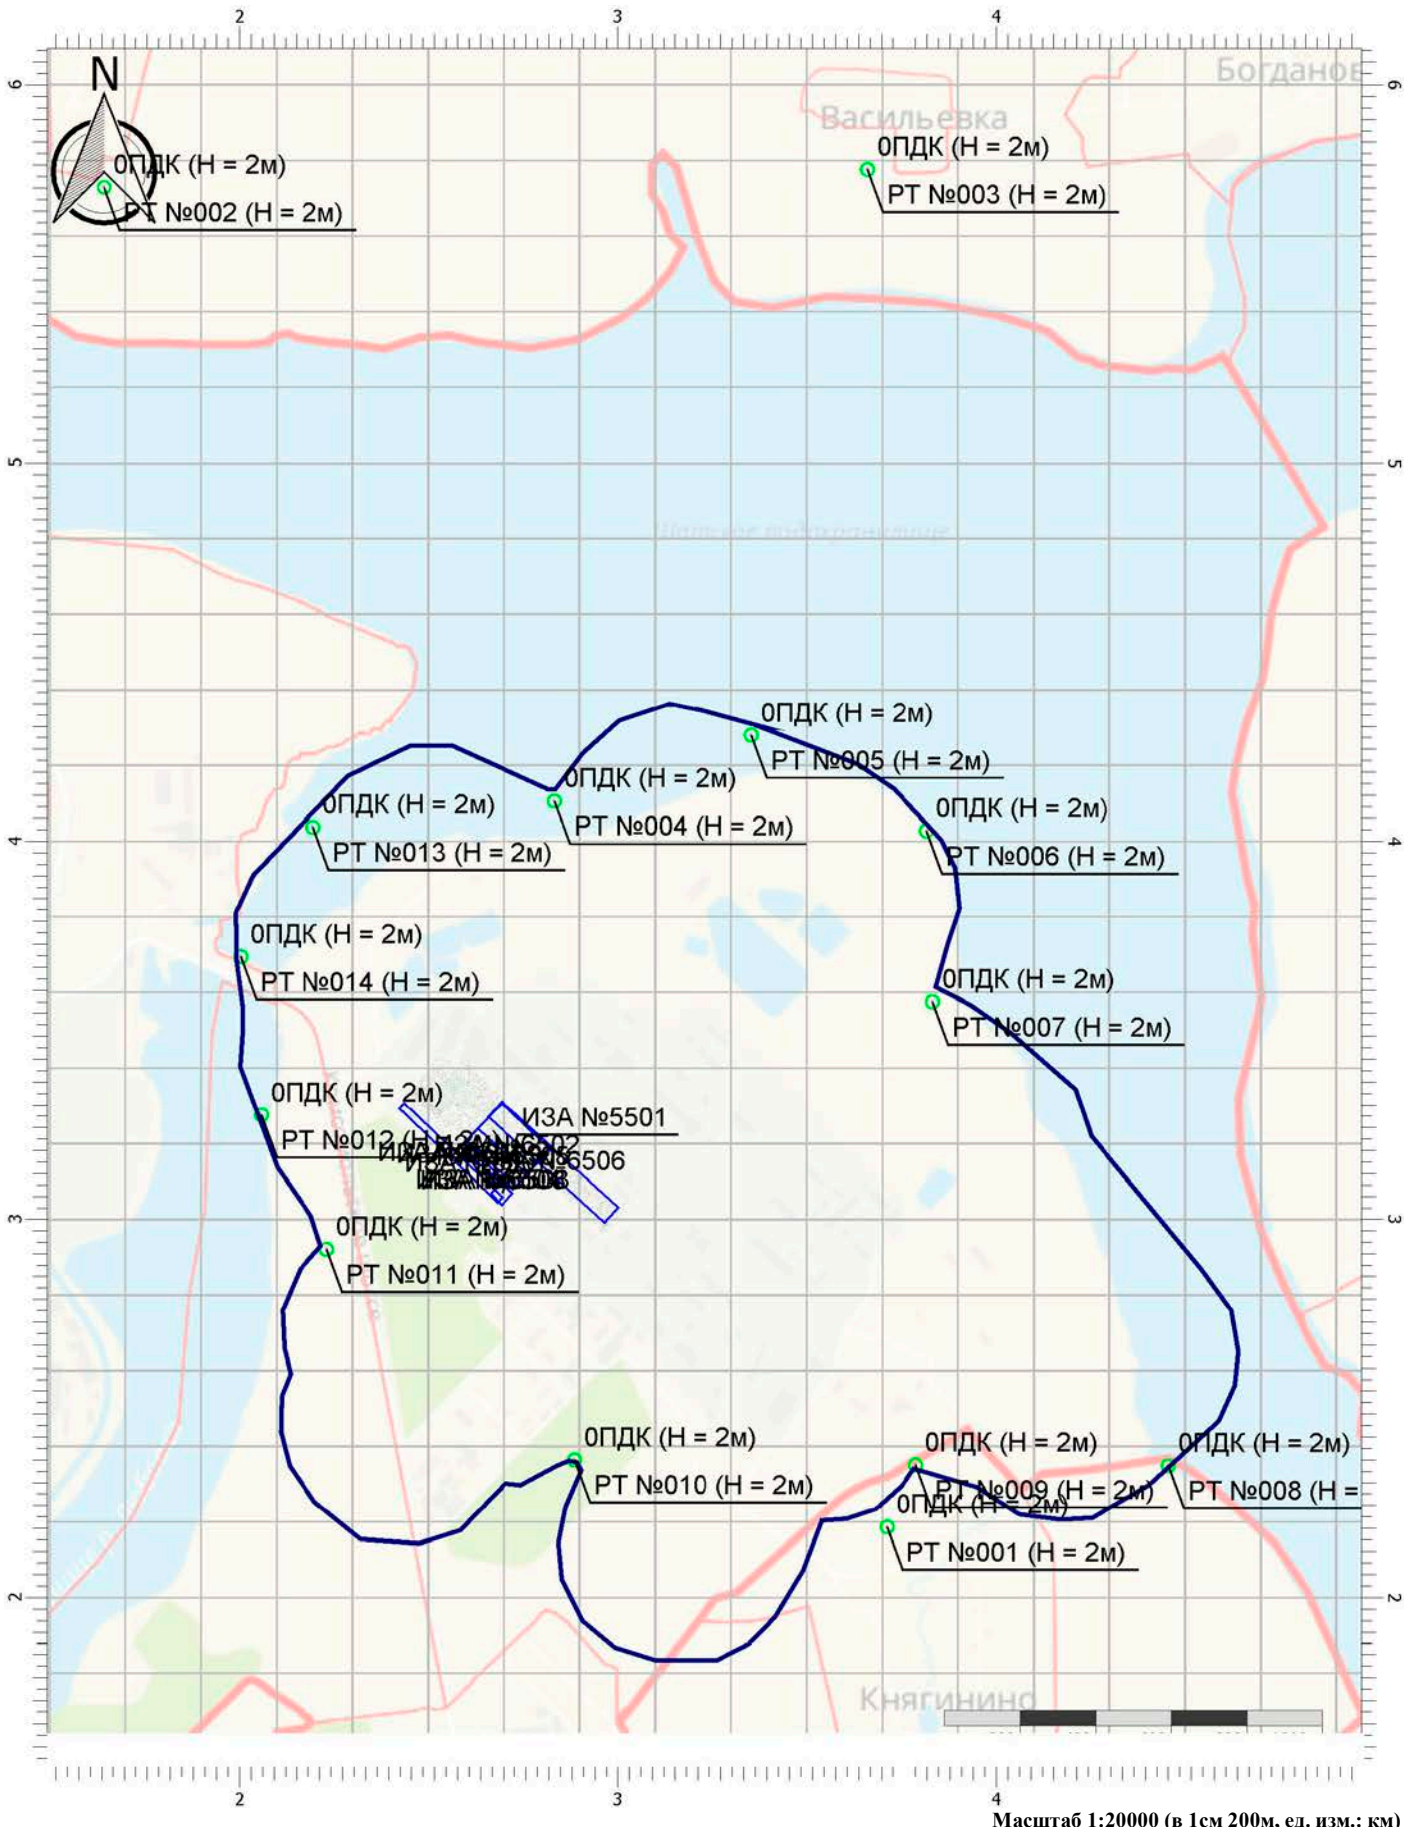 2 3 4
6 6
N
Богданов
Васильевка
0ПДК (Н = 2м)
РТ №003 (Н = 2м)
0ПДК (Н = 2м)
РТ №002 (Н = 2м)
5 5
Шатское водохранилище
0ПДК (Н = 2м)
РТ №005 (Н = 2м)
0ПДК (Н = 2м)
РТ №004 (Н = 2м)
0ПДК (Н = 2м)
РТ №013 (Н = 2м)
0ПДК (Н = 2м)
РТ №006 (Н = 2м)
4 4
0ПДК (Н = 2м)
РТ №014 (Н = 2м)
0ПДК (Н = 2м)
РТ №007 (Н = 2м)
0ПДК (Н = 2м)
РТ №012 (Н = 2м)
ИЗА №5501
3 3
0ПДК (Н = 2м)
РТ №011 (Н = 2м)
0ПДК (Н = 2м)
РТ №010 (Н = 2м)
0ПДК (Н = 2м)
РТ №009 (Н = 2м)
0ПДК (Н = 2м)
РТ №008 (Н =
0ПДК (Н = 2м)
РТ №001 (Н = 2м)
2 2
Княгинино
2 3 4
Масштаб 1:20000 (в 1см 200м, ед. изм.: км)